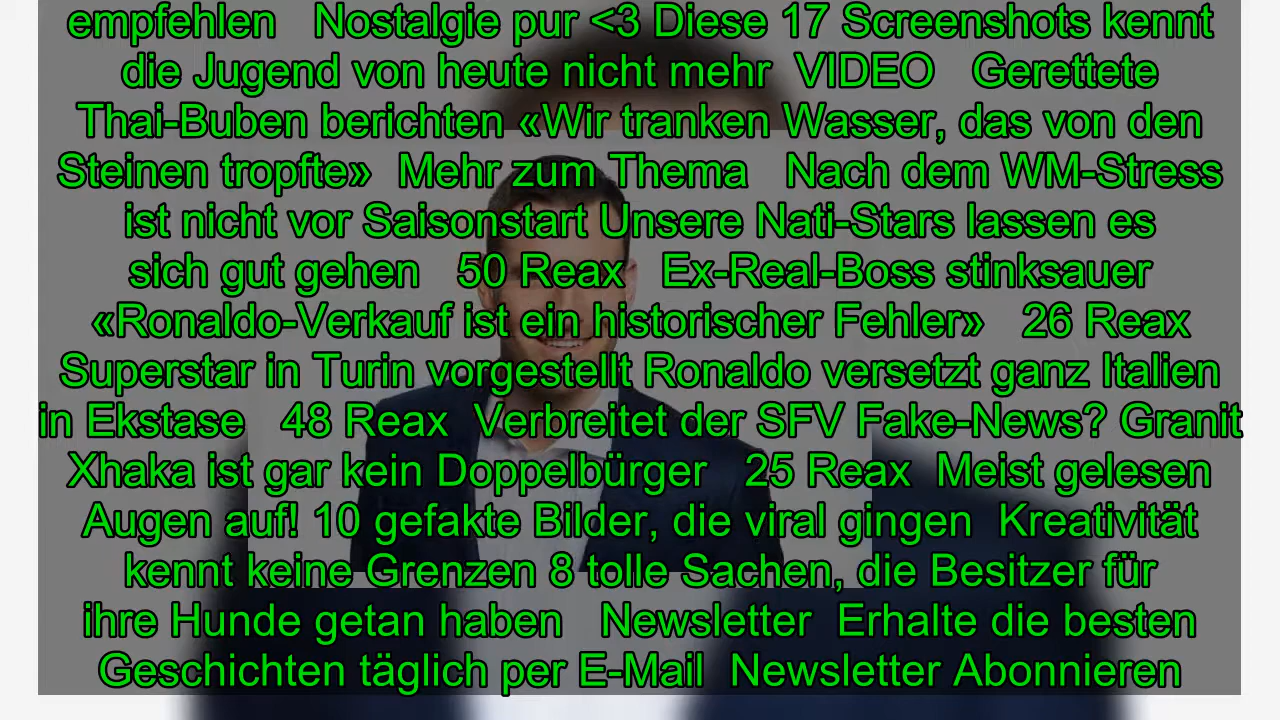 empfehlen Nostalgie pur <3 Diese 17 Screenshots kennt
die Jugend von heute nicht mehr VIDEO Gerettete
Thai-Buben berichten «Wir tranken Wasser, das von den
Steinen tropfte» Mehr zum Thema Nach dem WM-Stress
ist nicht vor Saisonstart Unsere Nati-Stars lassen es
sich gut gehen 50 Reax Ex-Real-Boss stinksauer
«Ronaldo-Verkauf ist ein historischer Fehler» 26 Reax
Superstar in Turin vorgestellt Ronaldo versetzt ganz Italien
in Ekstase 48 Reax Verbreitet der SFV Fake-News? Granit
Xhaka ist gar kein Doppelbürger 25 Reax Meist gelesen
Augen auf! 10 gefakte Bilder, die viral gingen Kreativität
kennt keine Grenzen 8 tolle Sachen, die Besitzer für
ihre Hunde getan haben Newsletter Erhalte die besten
Geschichten täglich per E-Mail Newsletter Abonnieren